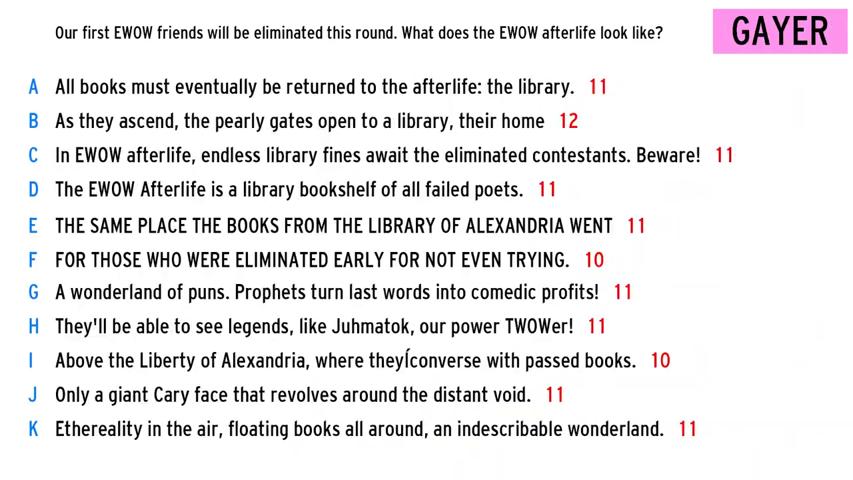 Our first EWOW friends will be eliminated this round. What does the EWOW afterlife look like?
GAYER
A All books must eventually be returned to the afterlife: the library. 11
B As they ascend, the pearly gates open to a library, their home 12
C In EWOW afterlife, endless library fines await the eliminated contestants. Beware! 11
D The EWOW Afterlife is a library bookshelf of all failed poets. 11
E THE SAME PLACE THE BOOKS FROM THE LIBRARY OF ALEXANDRIA WENT 11
F FOR THOSE WHO WERE ELIMINATED EARLY FOR NOT EVEN TRYING. 10
G A wonderland of puns. Prophets turn last words into comedic profits! 11
H They'll be able to see legends, like Juhmatok, our power TWOWer! 11
I Above the Liberty of Alexandria, where theyÍconverse with passed books. 10
J Only a giant Cary face that revolves around the distant void. 11
K Ethereality in the air, floating books all around, an indescribable wonderland. 11